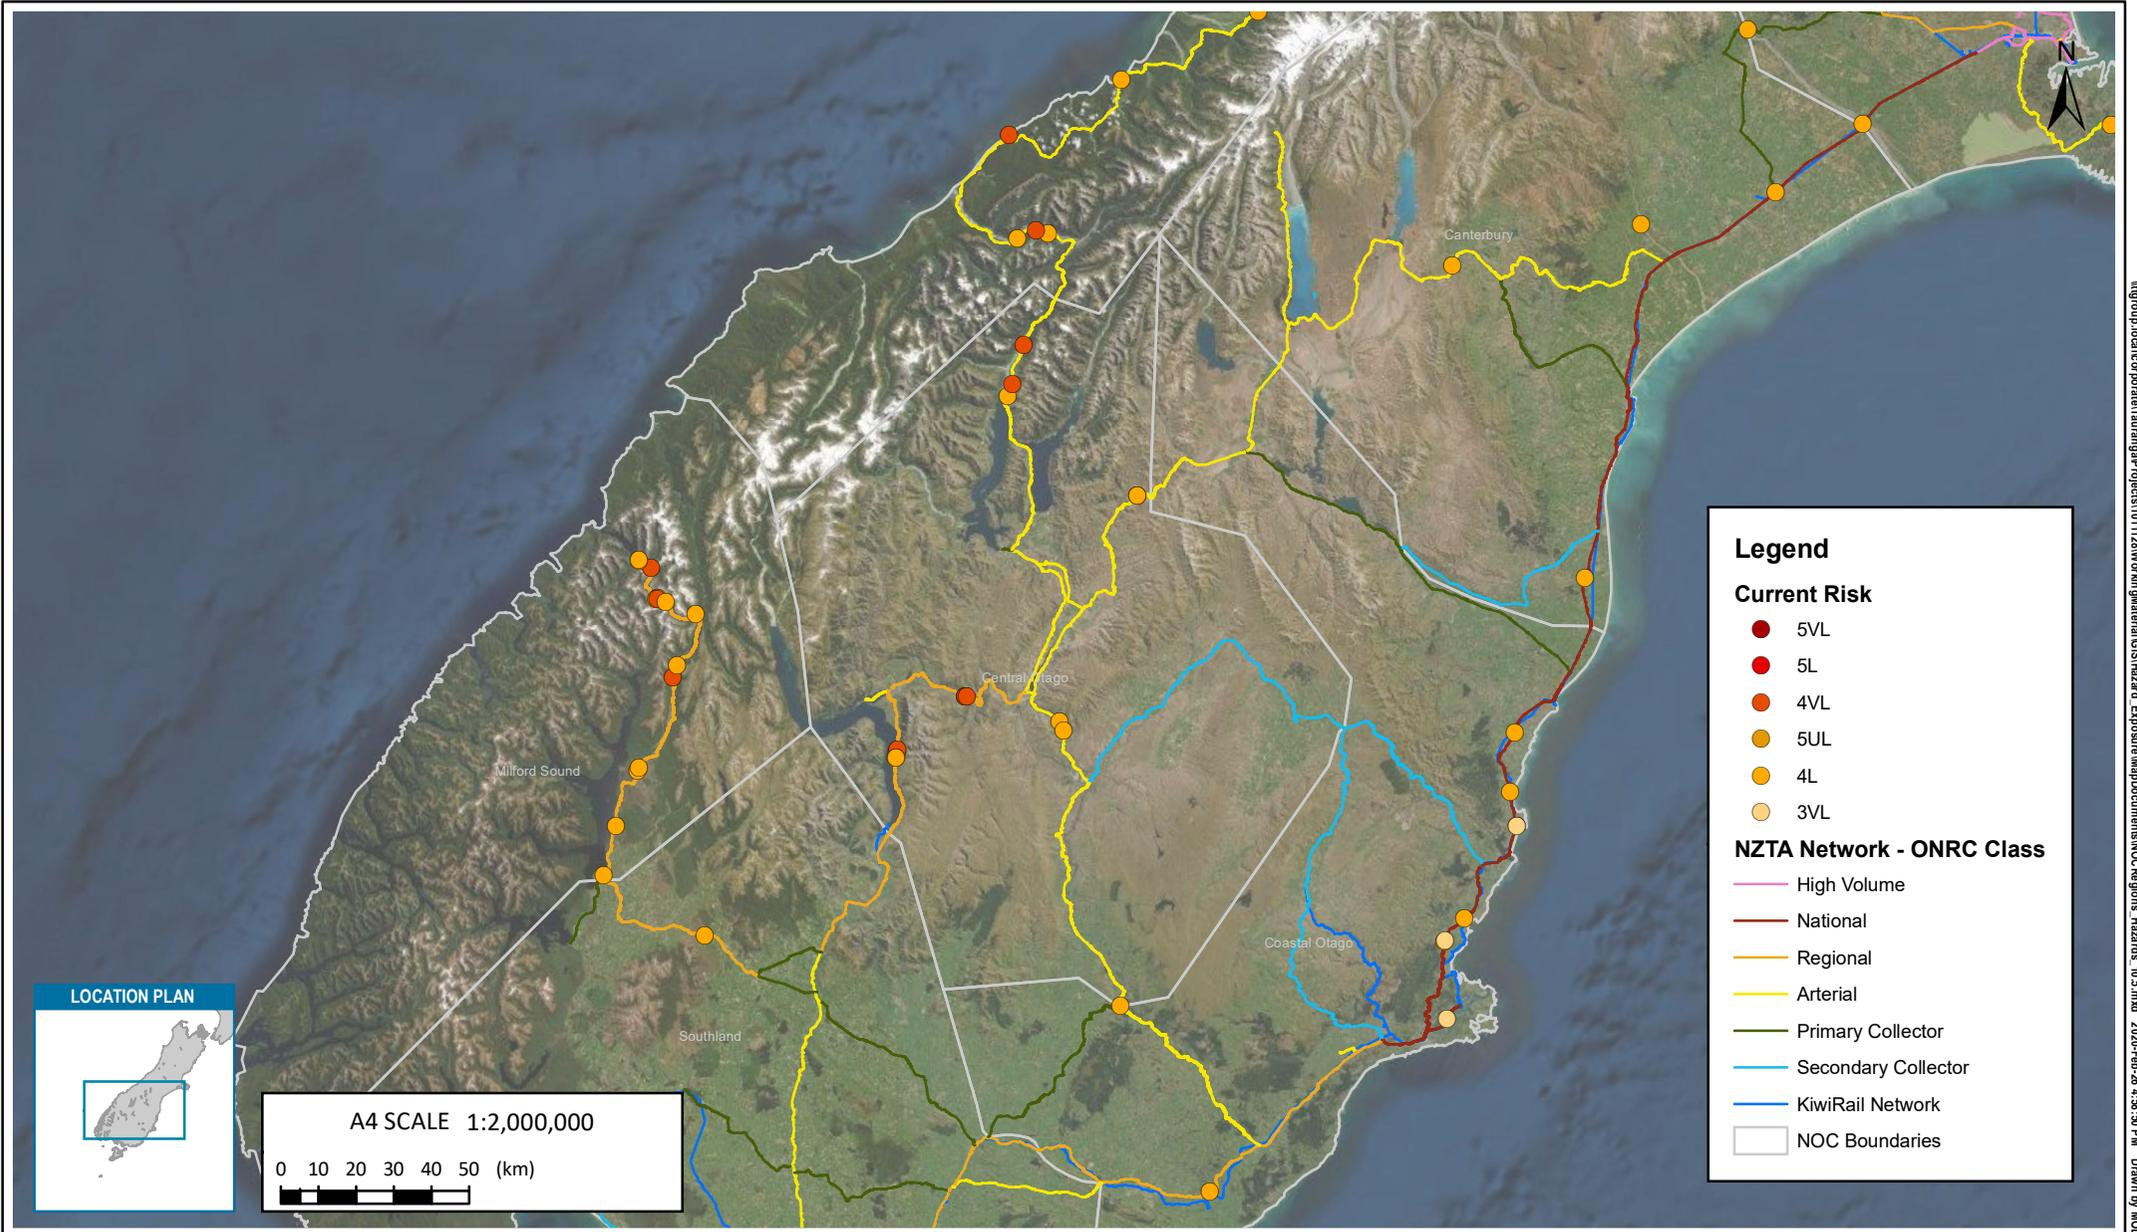 N
Canterbury
Central Otago
Milford Sound
Coastal Otago
Southland
Legend
Current Risk
5VL
5L
4VL
5UL
4L
3VL
NZTA Network - ONRC Class
High Volume
National
Regional
Arterial
Primary Collector
Secondary Collector
KiwiRail Network
NOC Boundaries
LOCATION PLAN
A4 SCALE 1:2,000,000
0 10 20 30 40 50 (km)